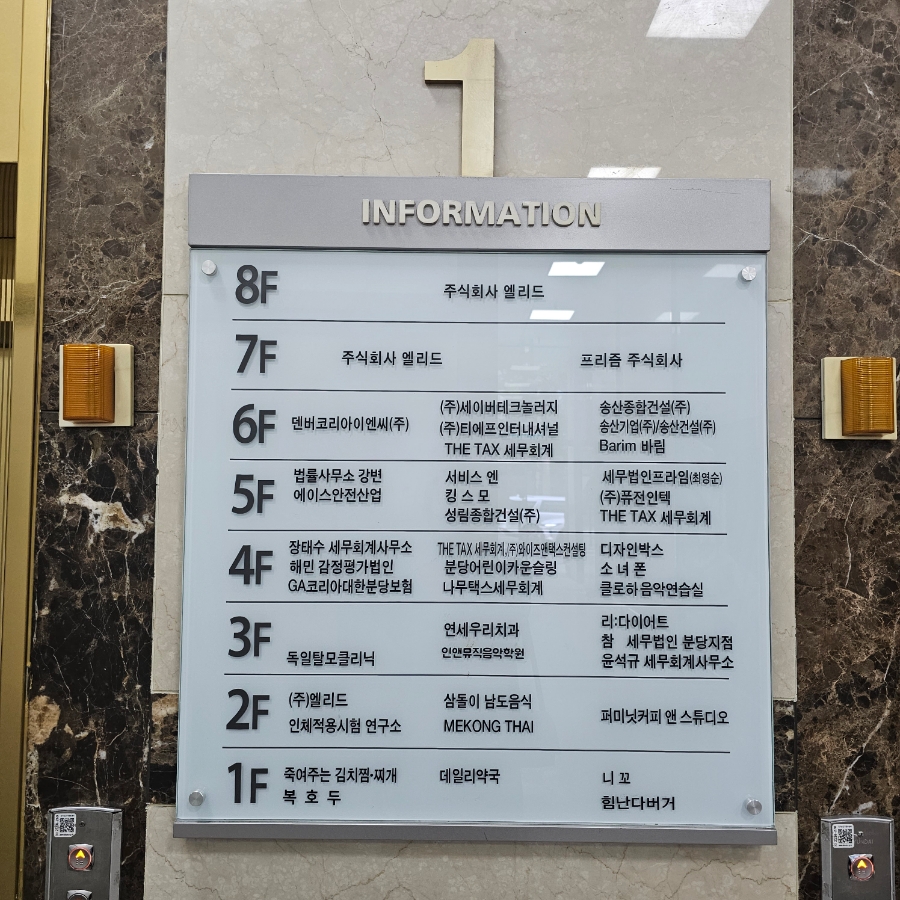 1
INFORMATION
8F 주식회사 엘리드
7F 주식회사 엘리드 프리즘 주식회사
6F 덴버코리아이엔씨(주)
(주)세이버테크놀러지
(주)티에프인터내셔널
THE TAX 세무회계
송산종합건설(주)
송산기업(주)/송산건설(주)
Barim 바림
5F 법률사무소 강변
에이스안전산업
서비스 엔
킹 스 모
성림종합건설(주)
세무법인프라임(최영순)
(주)퓨전인텍
THE TAX 세무회계
4F 장태수 세무회계사무소
해민 감정평가법인
GA코리아대한분당보험
THE TAX 세무회계,(주)와이즈앤택스컨설팅
분당어린이카운슬링
나무택스세무회계
디자인박스
소 녀 폰
클로하음악연습실
3F 독일탈모클리닉
연세우리치과
인앤뮤직음악학원
리:다이어트
참 세무법인 분당지점
윤석규 세무회계사무소
2F (주)엘리드
인체적용시험 연구소
삼돌이 남도음식
MEKONG THAI
퍼미닛커피 앤 스튜디오
1F 죽여주는 김치찜·찌개
복 호 두
데일리약국
니 꼬
힘난다버거